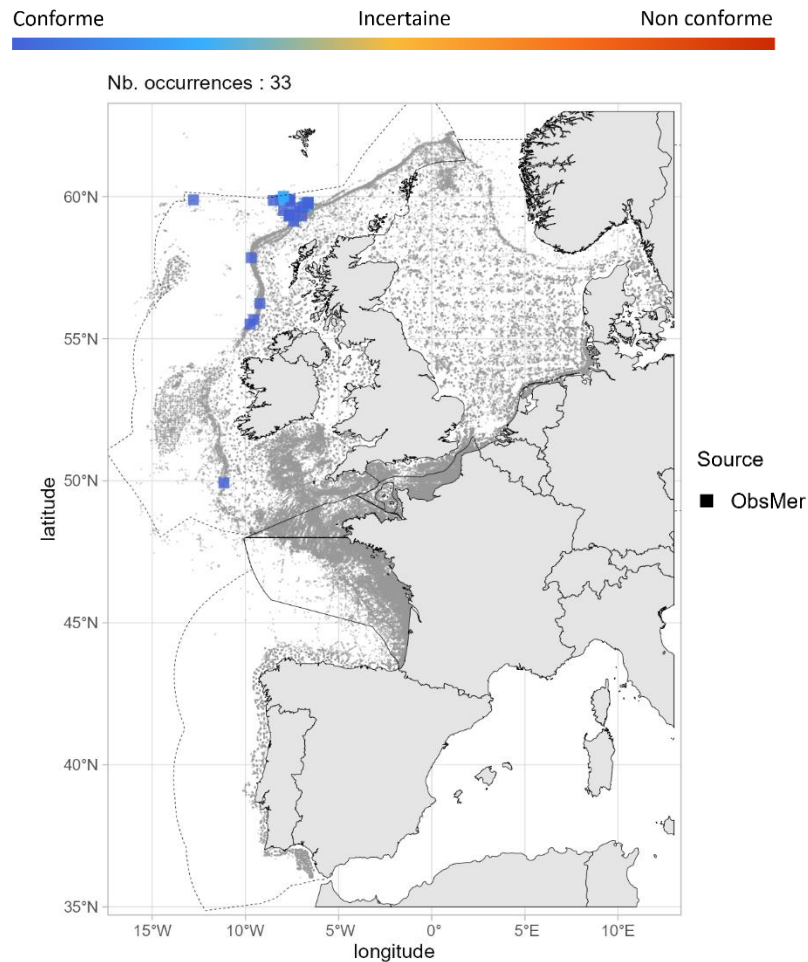 Conforme Incertaine Non conforme
Nb. occurrences : 33
60°N
55°N
50°N
45°N
40°N
35°N
latitude
15°W 10°W 5°W 0° 5°E 10°E
longitude
Source
ObsMer